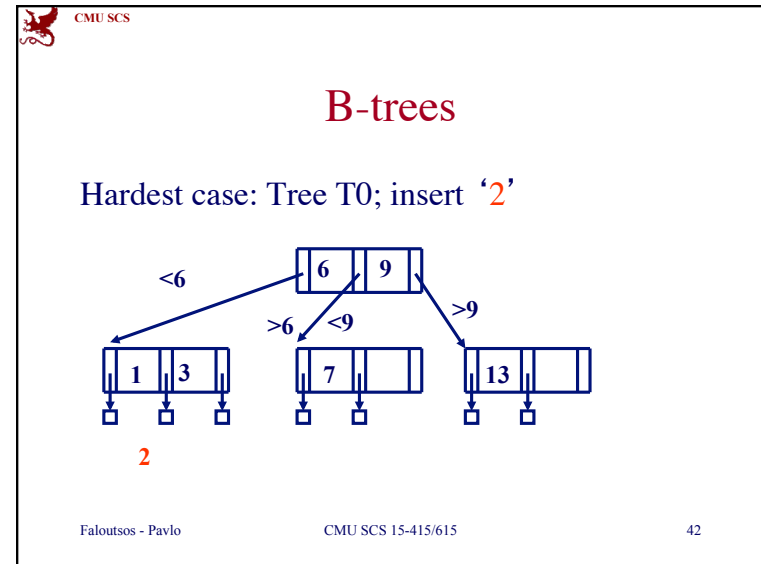 CMU SCS
B-trees
Hardest case: Tree T0; insert ‘2’
6 9
<6
>6 <9 >9
1 3 7 13
2
Faloutsos - Pavlo CMU SCS 15-415/615 42